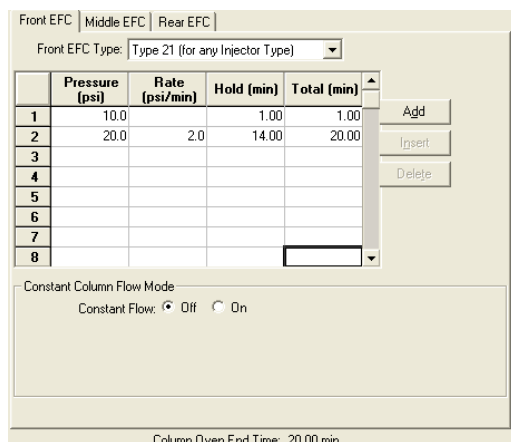 Front EFC Middle EFC Rear EFC
Front EFC Type: Type 21 (for any Injector Type)
Pressure (psi) Rate (psi/min) Hold (min) Total (min)
1 10.0 1.00 1.00
2 20.0 2.0 14.00 20.00
3
4
5
6
7
8
Add
Insert
Delete
Constant Column Flow Mode
Constant Flow: Off On
Column Oven End Time: 20.00 min